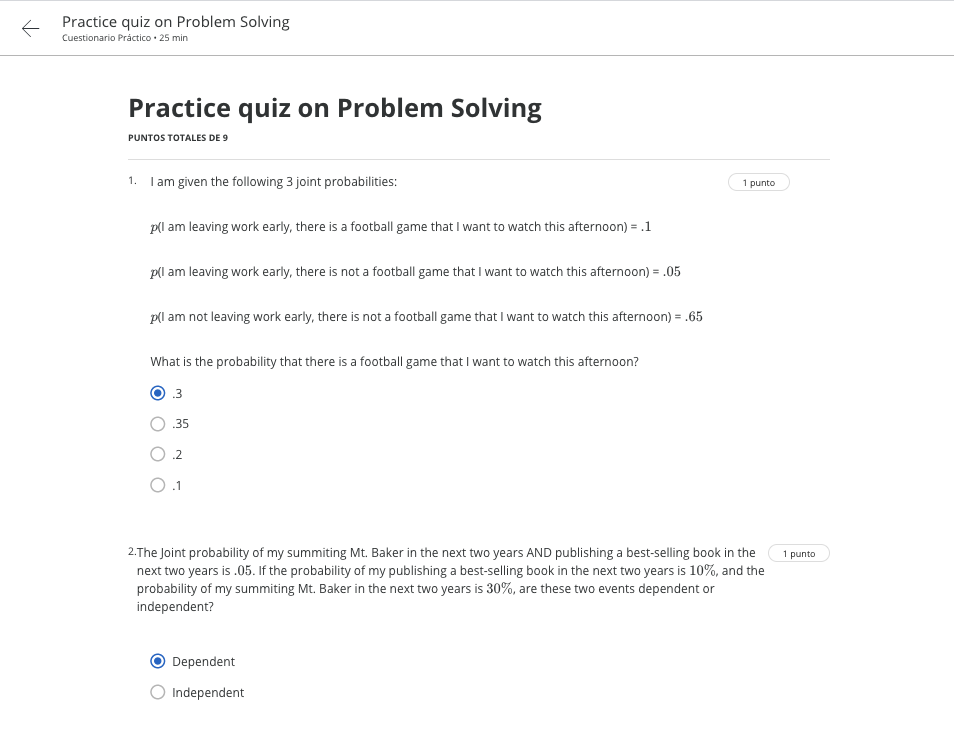 Practice quiz on Problem Solving
Cuestionario Práctico • 25 min
Practice quiz on Problem Solving
PUNTOS TOTALES DE 9
1. I am given the following 3 joint probabilities:
1 punto
p(I am leaving work early, there is a football game that I want to watch this afternoon) = .1
p(I am leaving work early, there is not a football game that I want to watch this afternoon) = .05
p(I am not leaving work early, there is not a football game that I want to watch this afternoon) = .65
What is the probability that there is a football game that I want to watch this afternoon?
.3
.35
.2
.1
2. The Joint probability of my summiting Mt. Baker in the next two years AND publishing a best-selling book in the
1 punto
next two years is .05. If the probability of my publishing a best-selling book in the next two years is 10%, and the
probability of my summiting Mt. Baker in the next two years is 30%, are these two events dependent or
independent?
Dependent
Independent